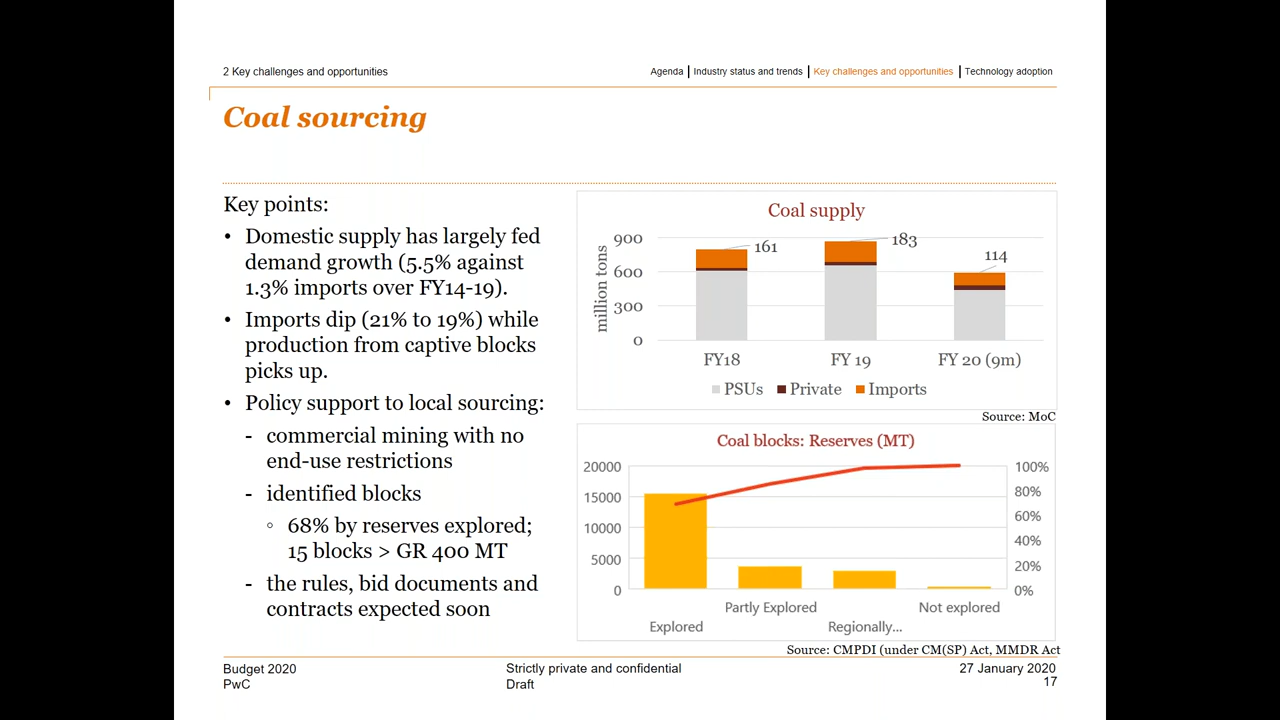 2 Key challenges and opportunities
Agenda | Industry status and trends | Key challenges and opportunities | Technology adoption
Coal sourcing
Key points:
• Domestic supply has largely fed
demand growth (5.5% against
1.3% imports over FY14-19).
• Imports dip (21% to 19%) while
production from captive blocks
picks up.
• Policy support to local sourcing:
- commercial mining with no
end-use restrictions
- identified blocks
◦ 68% by reserves explored;
15 blocks > GR 400 MT
- the rules, bid documents and
contracts expected soon
Coal supply
million tons
900
600
300
0
161
183
114
FY18
FY 19
FY 20 (9m)
PSUs
Private
Imports
Source: MoC
Coal blocks: Reserves (MT)
20000
15000
10000
5000
0
100%
80%
60%
40%
20%
0%
Explored
Partly Explored
Regionally...
Not explored
Source: CMPDI (under CM(SP) Act, MMDR Act
Budget 2020
PwC
Strictly private and confidential
Draft
27 January 2020
17